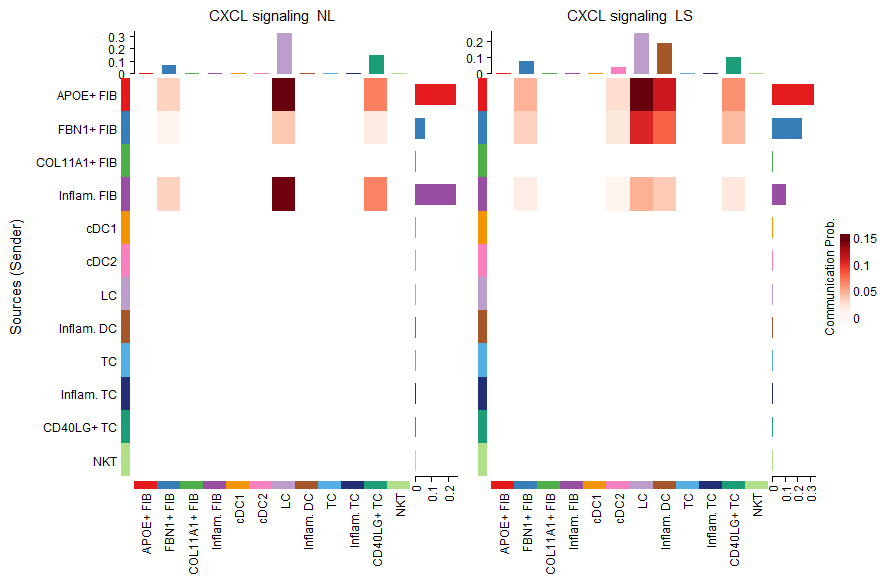 CXCL signaling  NL
CXCL signaling  LS
0.3
0.2
0.1
0
0.2
0.1
0
Sources (Sender)
APOE+ FIB
FBN1+ FIB
COL11A1+ FIB
Inflam. FIB
cDC1
cDC2
LC
Inflam. DC
TC
Inflam. TC
CD40LG+ TC
NKT
APOE+ FIB
FBN1+ FIB
COL11A1+ FIB
Inflam. FIB
cDC1
cDC2
LC
Inflam. DC
TC
Inflam. TC
CD40LG+ TC
NKT
0
0.1
0.2
APOE+ FIB
FBN1+ FIB
COL11A1+ FIB
Inflam. FIB
cDC1
cDC2
LC
Inflam. DC
TC
Inflam. TC
CD40LG+ TC
NKT
0
0.1
0.2
0.3
Communication Prob.
0.15
0.1
0.05
0